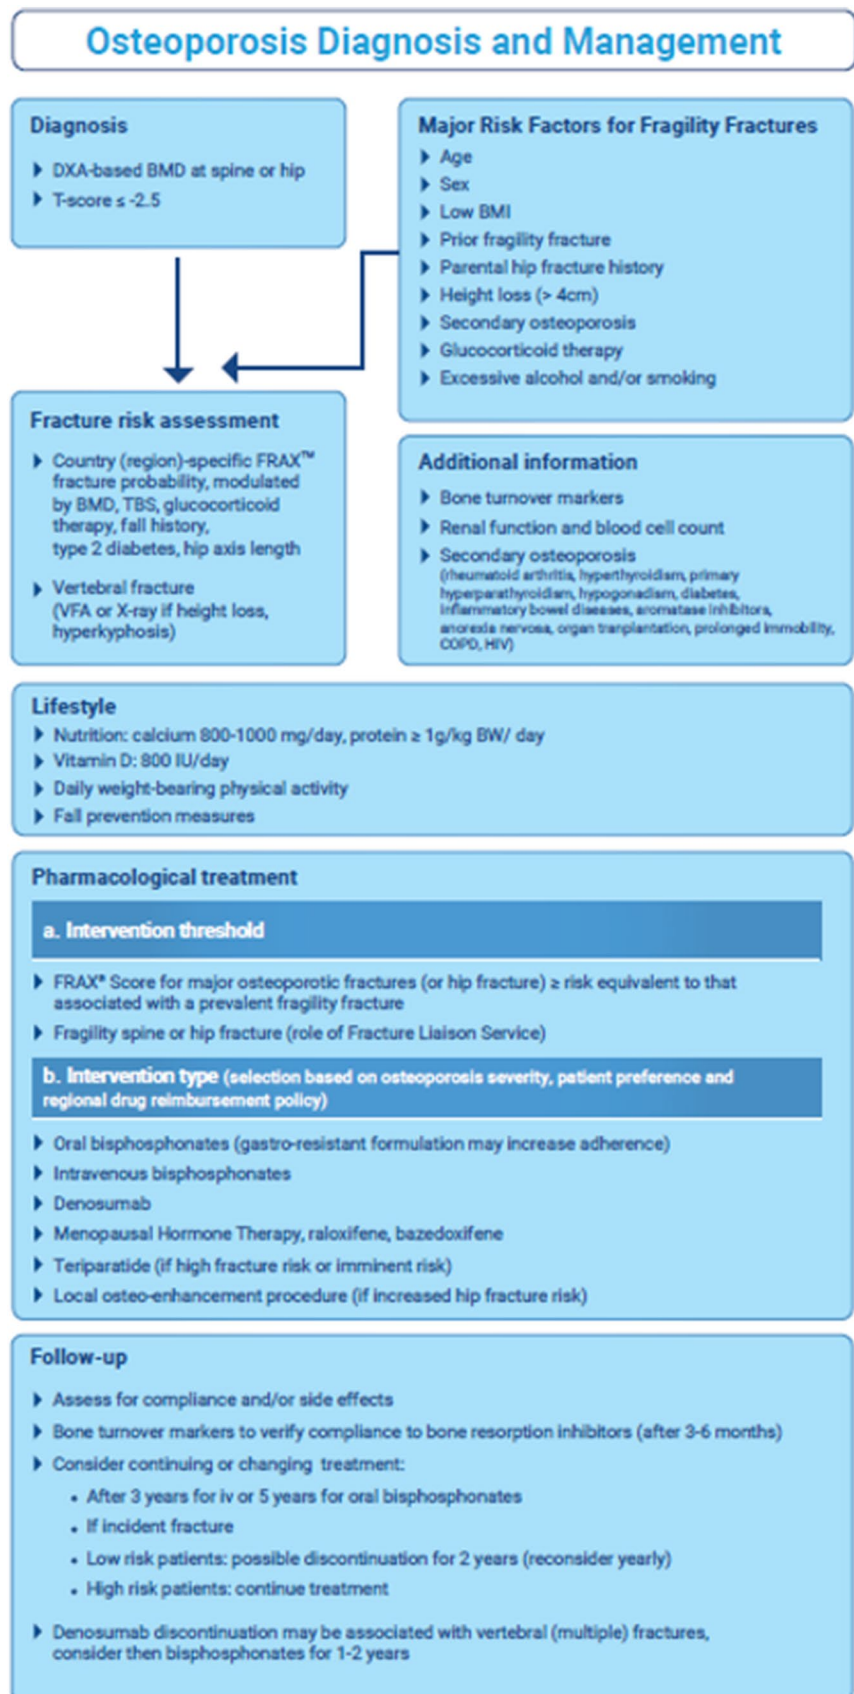 Osteoporosis Diagnosis and Management
Diagnosis
DXA-based BMD at spine or hip
T-score ≤ -2.5
Major Risk Factors for Fragility Fractures
Age
Sex
Low BMI
Prior fragility fracture
Parental hip fracture history
Height loss (> 4cm)
Secondary osteoporosis
Glucocorticoid therapy
Excessive alcohol and/or smoking
Fracture risk assessment
Country (region)-specific FRAX™
fracture probability, modulated
by BMD, TBS, glucocorticoid
therapy, fall history,
type 2 diabetes, hip axis length
Vertebral fracture
(VFA or X-ray if height loss,
hyperkyphosis)
Additional information
Bone turnover markers
Renal function and blood cell count
Secondary osteoporosis
(rheumatoid arthritis, hyperthyroidism, primary
hyperparathyroidism, hypogonadism, diabetes,
inflammatory bowel diseases, aromatase inhibitors,
anorexia nervosa, organ tranplantation, prolonged immobility,
COPD, HIV)
Lifestyle
Nutrition: calcium 800-1000 mg/day, protein ≥ 1g/kg BW/ day
Vitamin D: 800 IU/day
Daily weight-bearing physical activity
Fall prevention measures
Pharmacological treatment
a. Intervention threshold
FRAX® Score for major osteoporotic fractures (or hip fracture) ≥ risk equivalent to that
associated with a prevalent fragility fracture
Fragility spine or hip fracture (role of Fracture Liaison Service)
b. Intervention type (selection based on osteoporosis severity, patient preference and
regional drug reimbursement policy)
Oral bisphosphonates (gastro-resistant formulation may increase adherence)
Intravenous bisphosphonates
Denosumab
Menopausal Hormone Therapy, raloxifene, bazedoxifene
Teriparatide (if high fracture risk or imminent risk)
Local osteo-enhancement procedure (if increased hip fracture risk)
Follow-up
Assess for compliance and/or side effects
Bone turnover markers to verify compliance to bone resorption inhibitors (after 3-6 months)
Consider continuing or changing treatment:
• After 3 years for iv or 5 years for oral bisphosphonates
• If incident fracture
• Low risk patients: possible discontinuation for 2 years (reconsider yearly)
• High risk patients: continue treatment
Denosumab discontinuation may be associated with vertebral (multiple) fractures,
consider then bisphosphonates for 1-2 years